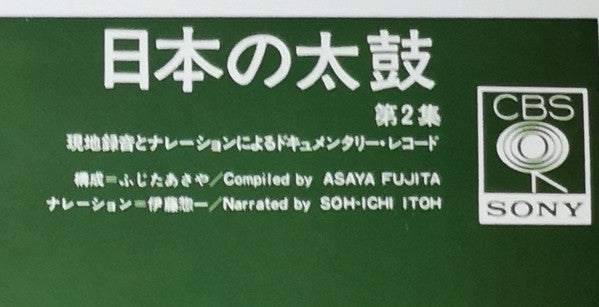 日本の太鼓
第2集
現地録音とナレーションによるドキュメンタリー・レコード
構成=ふじたあさや/Compiled by ASAYA FUJITA
ナレーション=伊藤惣一/Narrated by SOH-ICHI ITOH
CBS
SONY